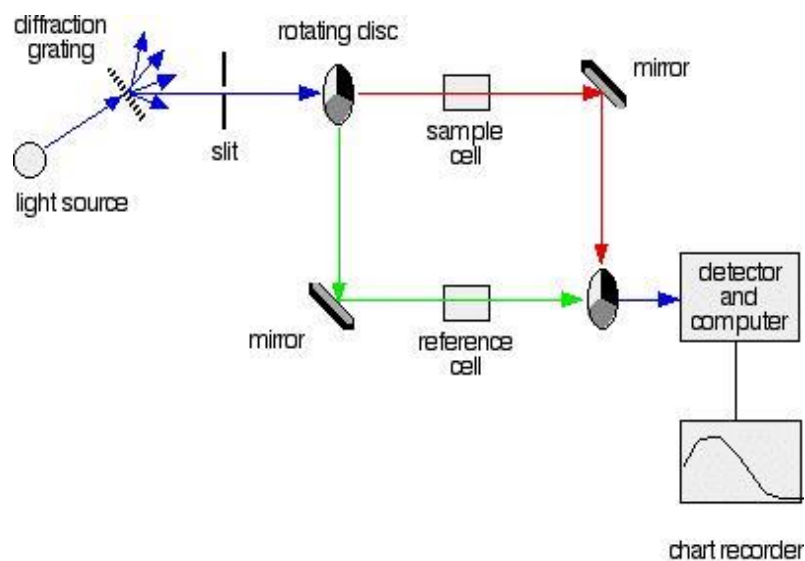 diffraction
grating
rotating disc
mirror
slit
sample
cell
light source
detector
and
computer
mirror
reference
cell
chart recorder